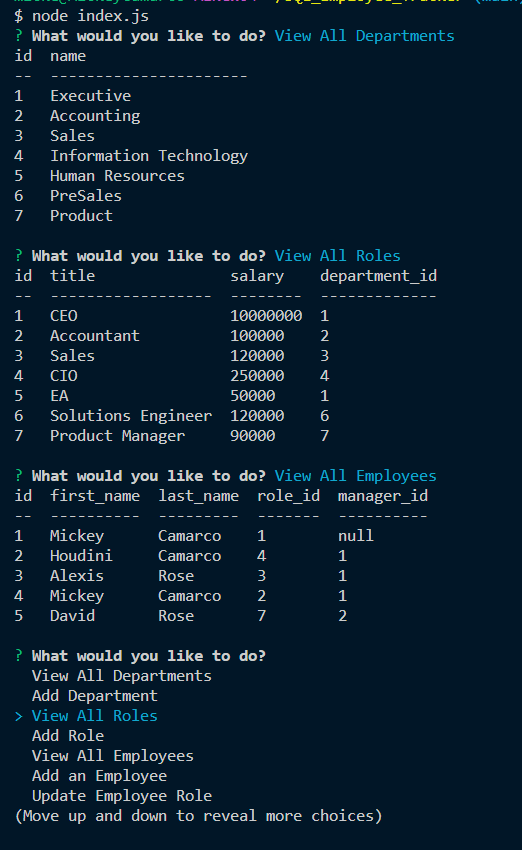 $ node index.js
? What would you like to do? View All Departments
id  name
--  ----------------------
1   Executive
2   Accounting
3   Sales
4   Information Technology
5   Human Resources
6   PreSales
7   Product
? What would you like to do? View All Roles
id  title               salary    department_id
--  ------------------  --------  -------------
1   CEO                 10000000  1
2   Accountant          100000    2
3   Sales               120000    3
4   CIO                 250000    4
5   EA                  50000     1
6   Solutions Engineer  120000    6
7   Product Manager     90000     7
? What would you like to do? View All Employees
id  first_name  last_name  role_id  manager_id
--  ----------  ---------  -------  ----------
1   Mickey      Camarco    1        null
2   Houdini     Camarco    4        1
3   Alexis      Rose       3        1
4   Mickey      Camarco    2        1
5   David       Rose       7        2
? What would you like to do?
  View All Departments
  Add Department
> View All Roles
  Add Role
  View All Employees
  Add an Employee
  Update Employee Role
(Move up and down to reveal more choices)